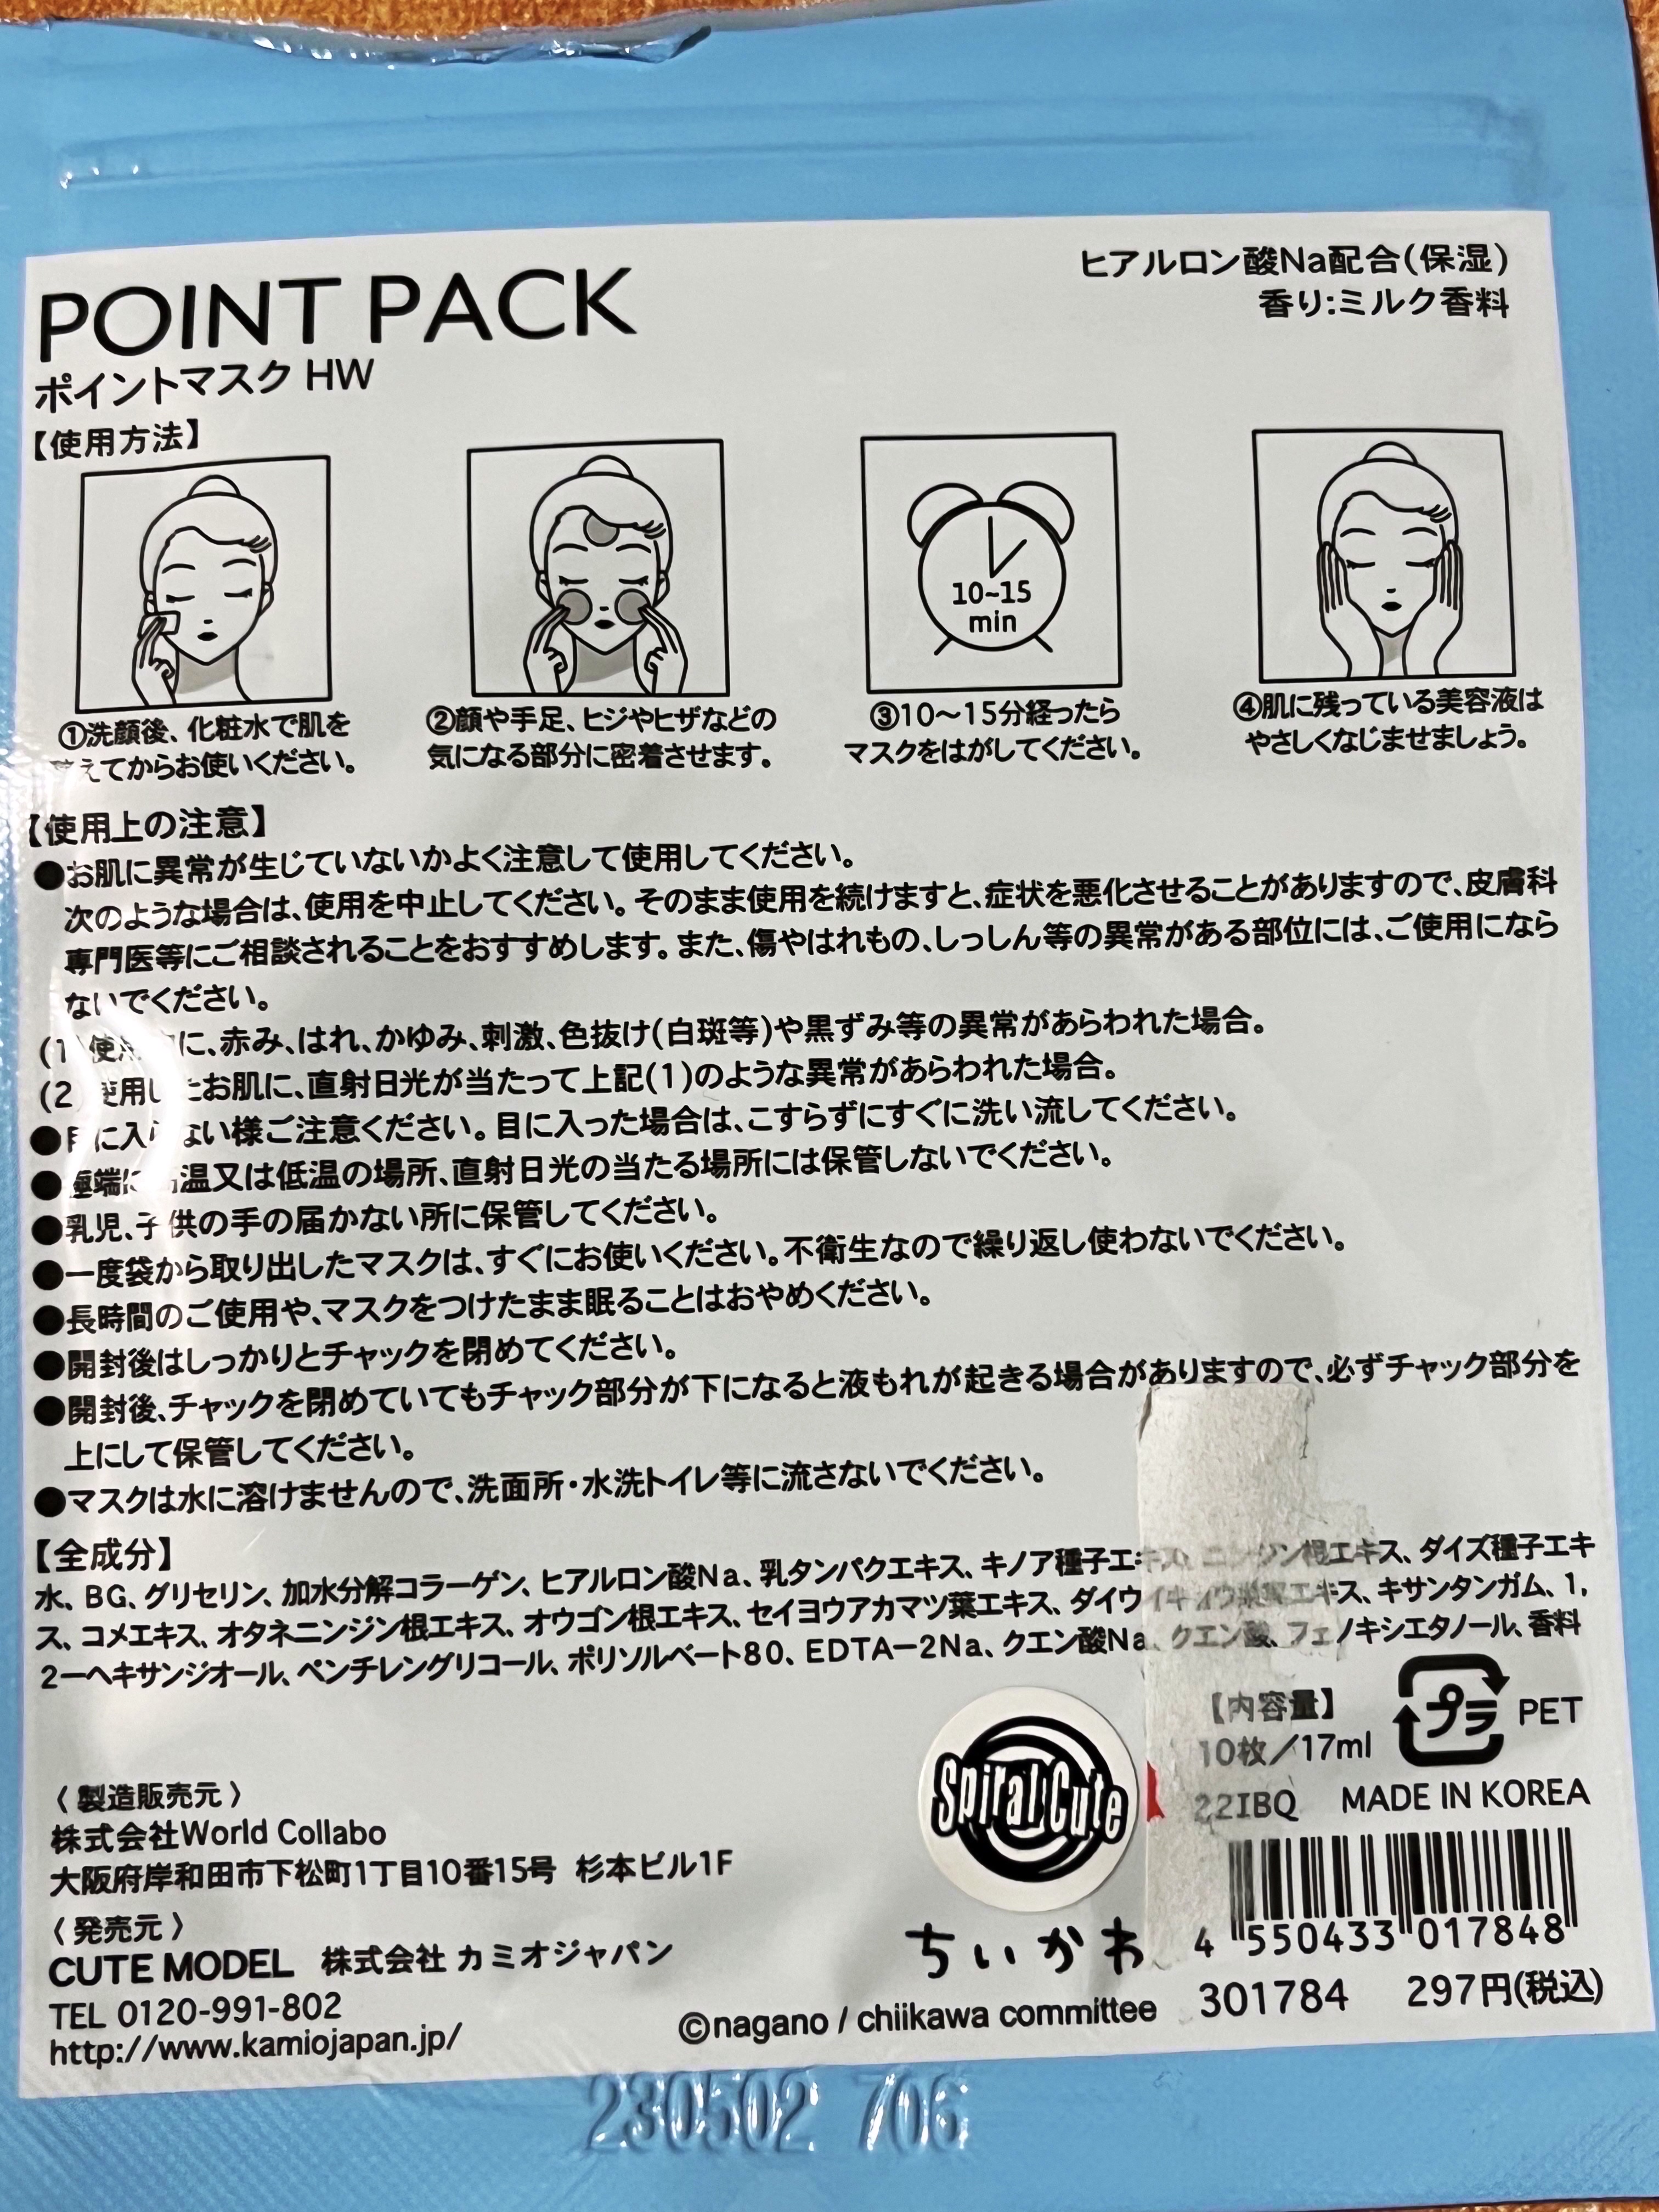 POINT PACK
ヒアルロン酸Na配合(保湿)
香り:ミルク香料
ポイントマスク HW
【使用方法】
10~15
min
①洗顔後、化粧水で肌を
えてからお使いください。
②顔や手足、ヒジやヒザなどの
気になる部分に密着させます。
③10〜15分経ったら
マスクをはがしてください。
④肌に残っている美容液は
やさしくなじませましょう。
【使用上の注意】
●お肌に異常が生じていないかよく注意して使用してください。
次のような場合は、使用を中止してください。そのまま使用を続けますと、症状を悪化させることがありますので、皮膚科
専門医等にご相談されることをおすすめします。また、傷やはれもの、しっしん等の異常がある部位には、ご使用になら
ないでください。
(1) 使用中に、赤み、はれ、かゆみ、刺激、色抜け(白斑等)や黒ずみ等の異常があらわれた場合。
(2) 使用したお肌に、直射日光が当たって上記(1)のような異常があらわれた場合。
●目に入らない様ご注意ください。目に入った場合は、こすらずにすぐに洗い流してください。
●極端に高温又は低温の場所、直射日光の当たる場所には保管しないでください。
●乳児、子供の手の届かない所に保管してください。
●一度袋から取り出したマスクは、すぐにお使いください。不衛生なので繰り返し使わないでください。
●長時間のご使用や、マスクをつけたまま眠ることはおやめください。
●開封後はしっかりとチャックを閉めてください。
●開封後、チャックを閉めていてもチャック部分が下になると液もれが起きる場合がありますので、必ずチャック部分を
上にして保管してください。
●マスクは水に溶けませんので、洗面所・水洗トイレ等に流さないでください。
【全成分】
水、BG、グリセリン、加水分解コラーゲン、ヒアルロン酸Na、乳タンパクエキス、キノア種子エキス、ニンジン根エキス、ダイズ種子エキ
ス、コメエキス、オタネニンジン根エキス、オウゴン根エキス、セイヨウアカマツ葉エキス、ダイウイキョウ果実エキス、キサンタンガム、1,
2ーヘキサンジオール、ペンチレングリコール、ポリソルベート80、EDTAー2Na、クエン酸Na、クエン酸、フェノキシエタノール、香料
【内容量】
10枚/17ml
プラ PET
22IBQ MADE IN KOREA
〈 製造販売元 〉
株式会社World Collabo
大阪府岸和田市下松町1丁目10番15号 杉本ビル1F
〈 発売元 〉
CUTE MODEL 株式会社 カミオジャパン
TEL 0120-991-802
http://www.kamiojapan.jp/
Spiral Cute
ちいかわ
©nagano / chiikawa committee
4 550433 017848
301784 297円(税込)
230502 706